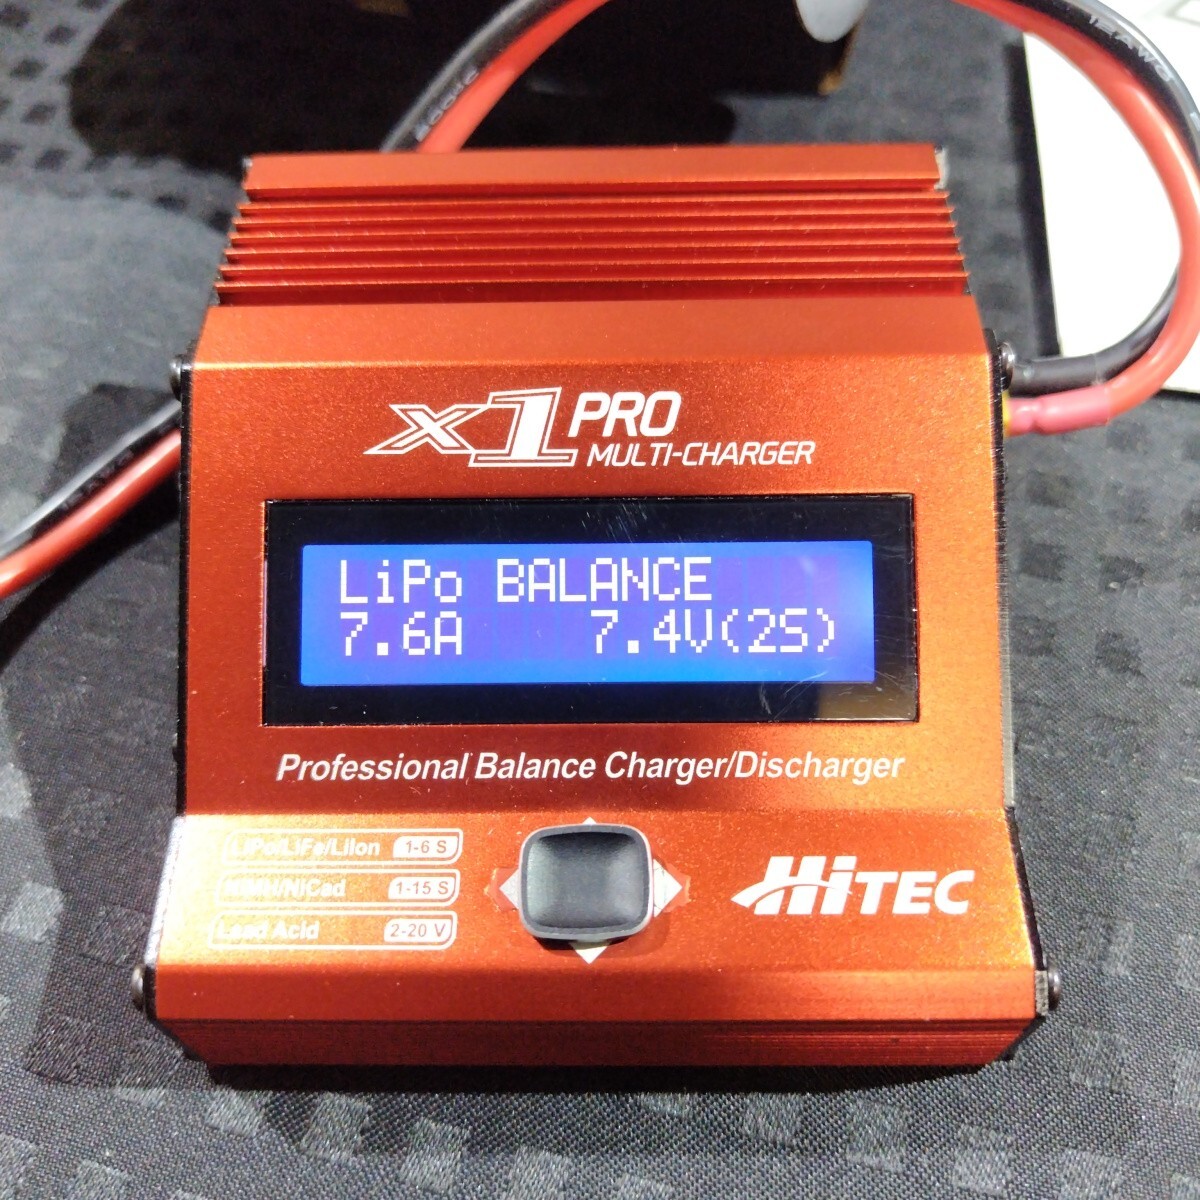 12AWG
X1 PRO
MULTI-CHARGER
LiPo BALANCE
7.6A 7.4V(2S)
Professional Balance Charger/Discharger
LiPo/LiFe/LiIon 1-6 S
NiMH/NiCad 1-15 S
Lead Acid 2-20 V
HiTEC